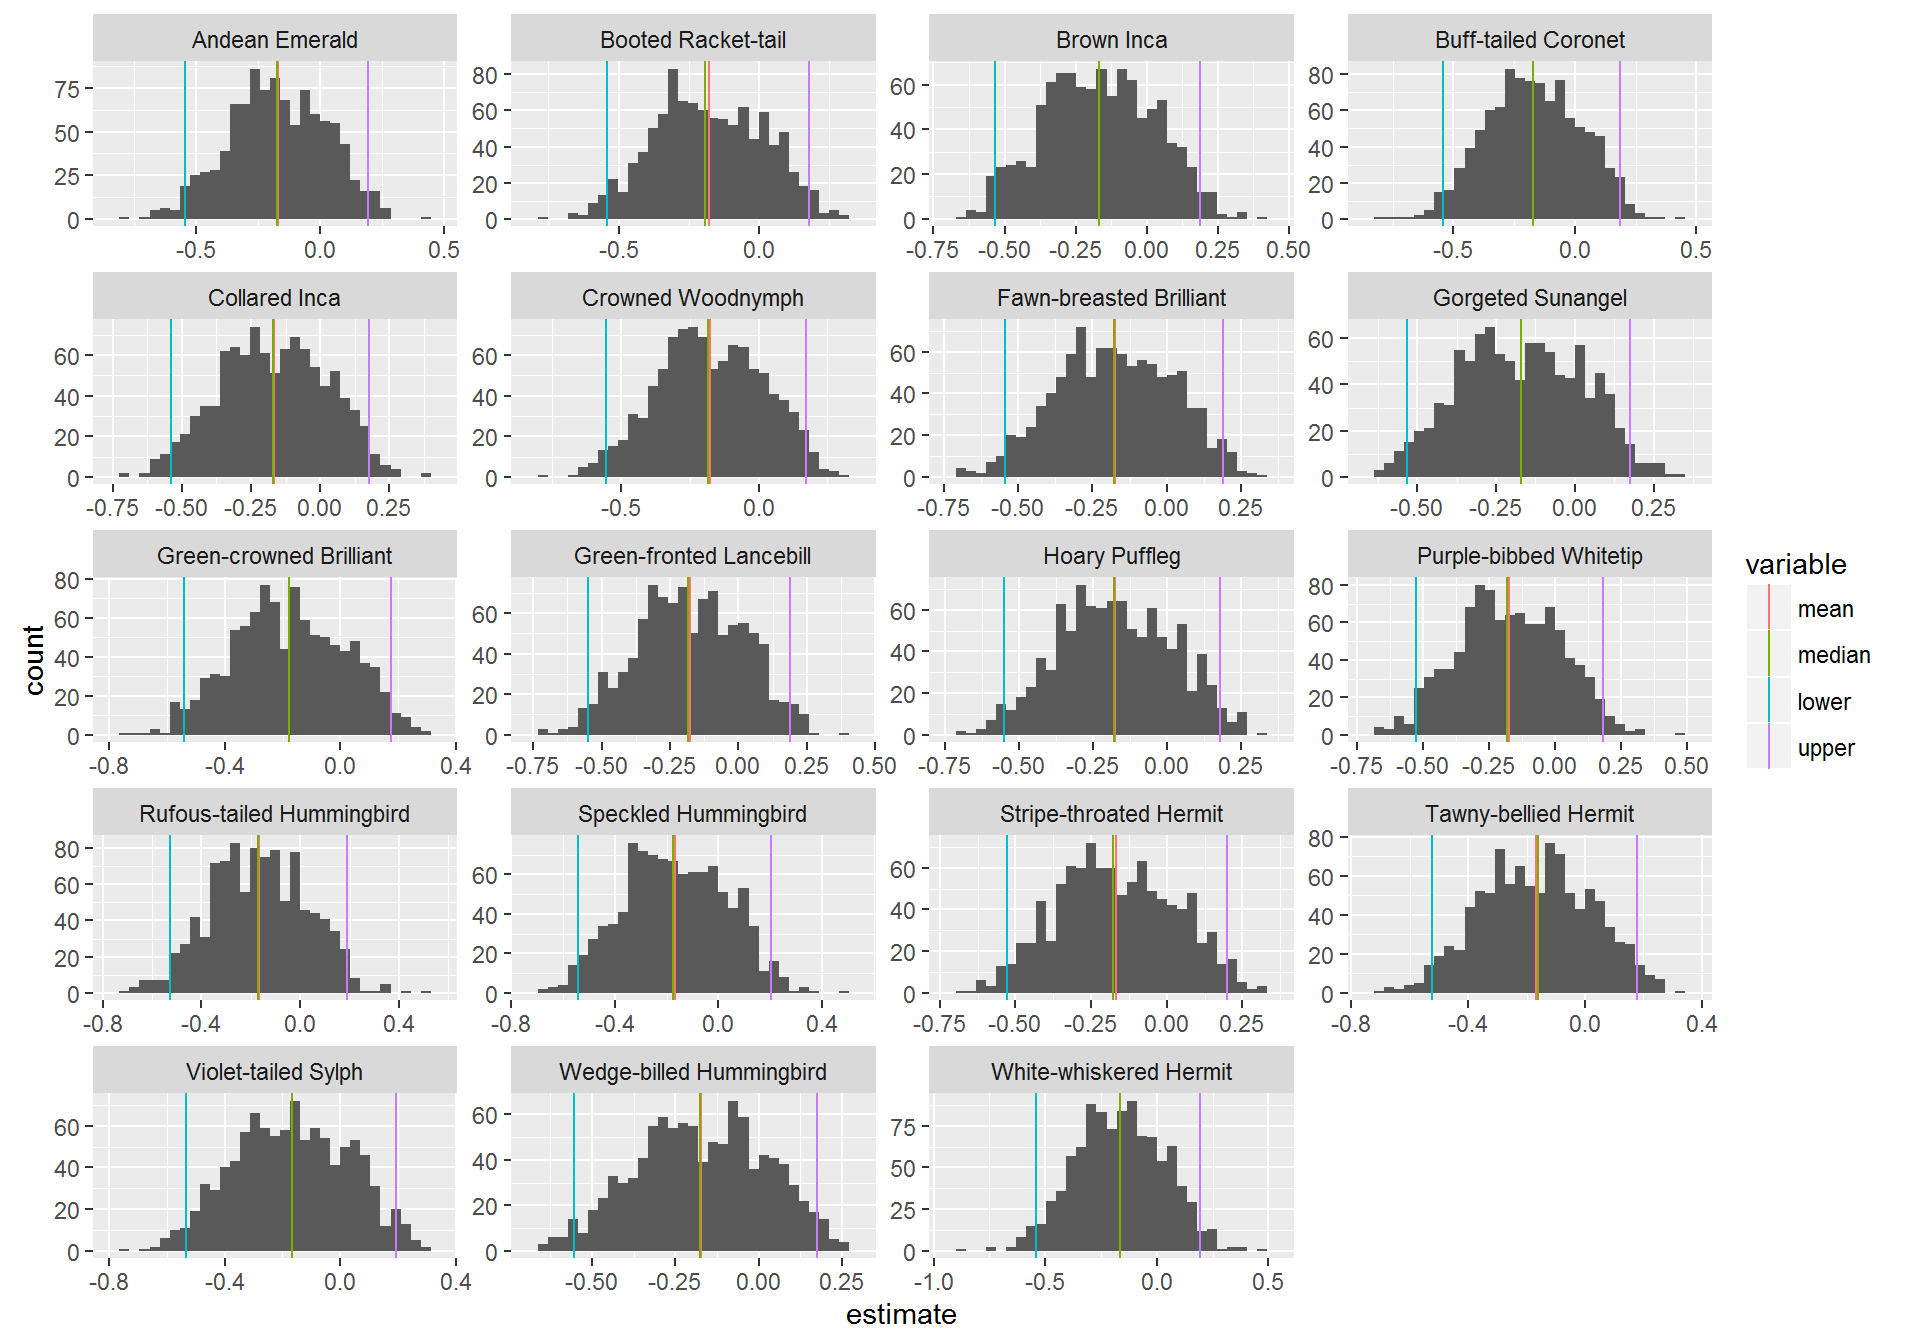 Andean Emerald
Booted Racket-tail
Brown Inca
Buff-tailed Coronet
75
50
25
0
80
60
40
20
0
60
40
20
0
80
60
40
20
0
-0.5 0.0 0.5
-0.5 0.0
-0.75 -0.50 -0.25 0.00 0.25 0.50
-0.5 0.0 0.5
Collared Inca
Crowned Woodnymph
Fawn-breasted Brilliant
Gorgeted Sunangel
60
40
20
0
60
40
20
0
60
40
20
0
60
40
20
0
-0.75 -0.50 -0.25 0.00 0.25
-0.5 0.0
-0.75 -0.50 -0.25 0.00 0.25
-0.50 -0.25 0.00 0.25
Green-crowned Brilliant
Green-fronted Lancebill
Hoary Puffleg
Purple-bibbed Whitetip
count
80
60
40
20
0
60
40
20
0
60
40
20
0
80
60
40
20
0
-0.8 -0.4 0.0 0.4
-0.75 -0.50 -0.25 0.00 0.25 0.50
-0.75 -0.50 -0.25 0.00 0.25
-0.75 -0.50 -0.25 0.00 0.25 0.50
variable
mean
median
lower
upper
Rufous-tailed Hummingbird
Speckled Hummingbird
Stripe-throated Hermit
Tawny-bellied Hermit
80
60
40
20
0
60
40
20
0
60
40
20
0
80
60
40
20
0
-0.8 -0.4 0.0 0.4
-0.8 -0.4 0.0 0.4
-0.75 -0.50 -0.25 0.00 0.25
-0.8 -0.4 0.0 0.4
Violet-tailed Sylph
Wedge-billed Hummingbird
White-whiskered Hermit
60
40
20
0
60
40
20
0
75
50
25
0
-0.8 -0.4 0.0 0.4
-0.50 -0.25 0.00 0.25
-1.0 -0.5 0.0 0.5
estimate